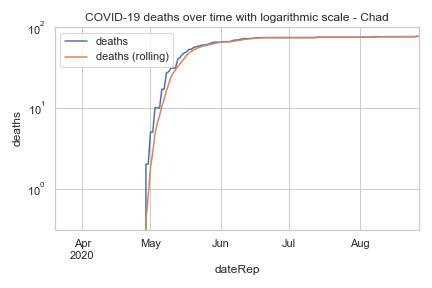 COVID-19 deaths over time with logarithmic scale - Chad
deaths
deaths (rolling)
10²
10¹
10⁰
deaths
Apr
2020
May
Jun
Jul
Aug
dateRep